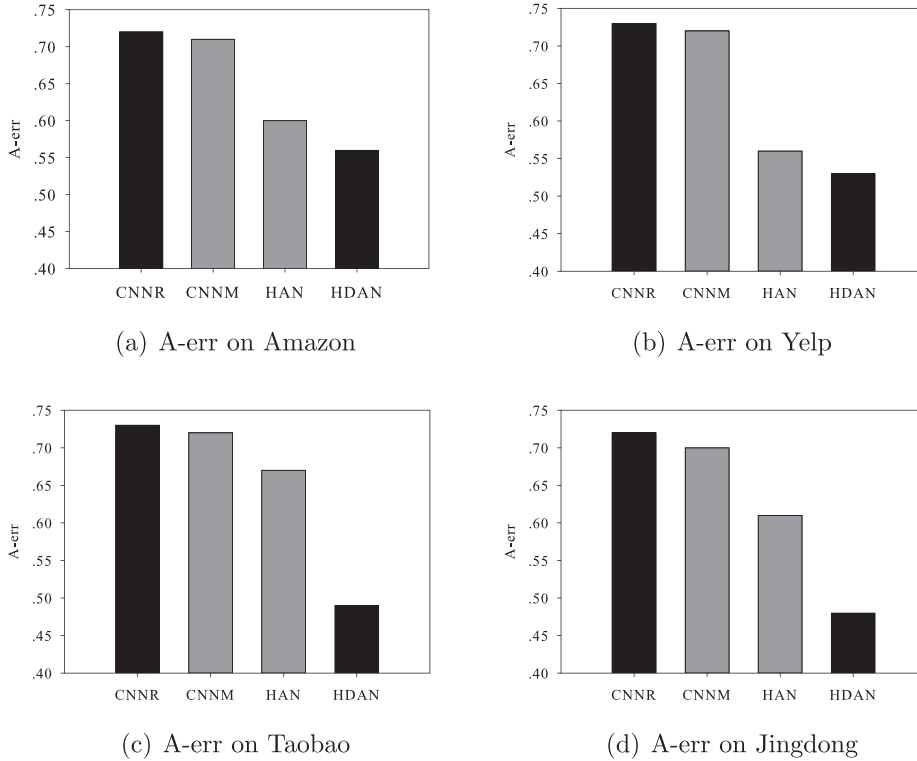 .75
.70
.65
.60
.55
.50
.45
.40
A-err
CNNR CNNM HAN HDAN
(a) A-err on Amazon
.75
.70
.65
.60
.55
.50
.45
.40
A-err
CNNR CNNM HAN HDAN
(b) A-err on Yelp
.75
.70
.65
.60
.55
.50
.45
.40
A-err
CNNR CNNM HAN HDAN
(c) A-err on Taobao
.75
.70
.65
.60
.55
.50
.45
.40
A-err
CNNR CNNM HAN HDAN
(d) A-err on Jingdong